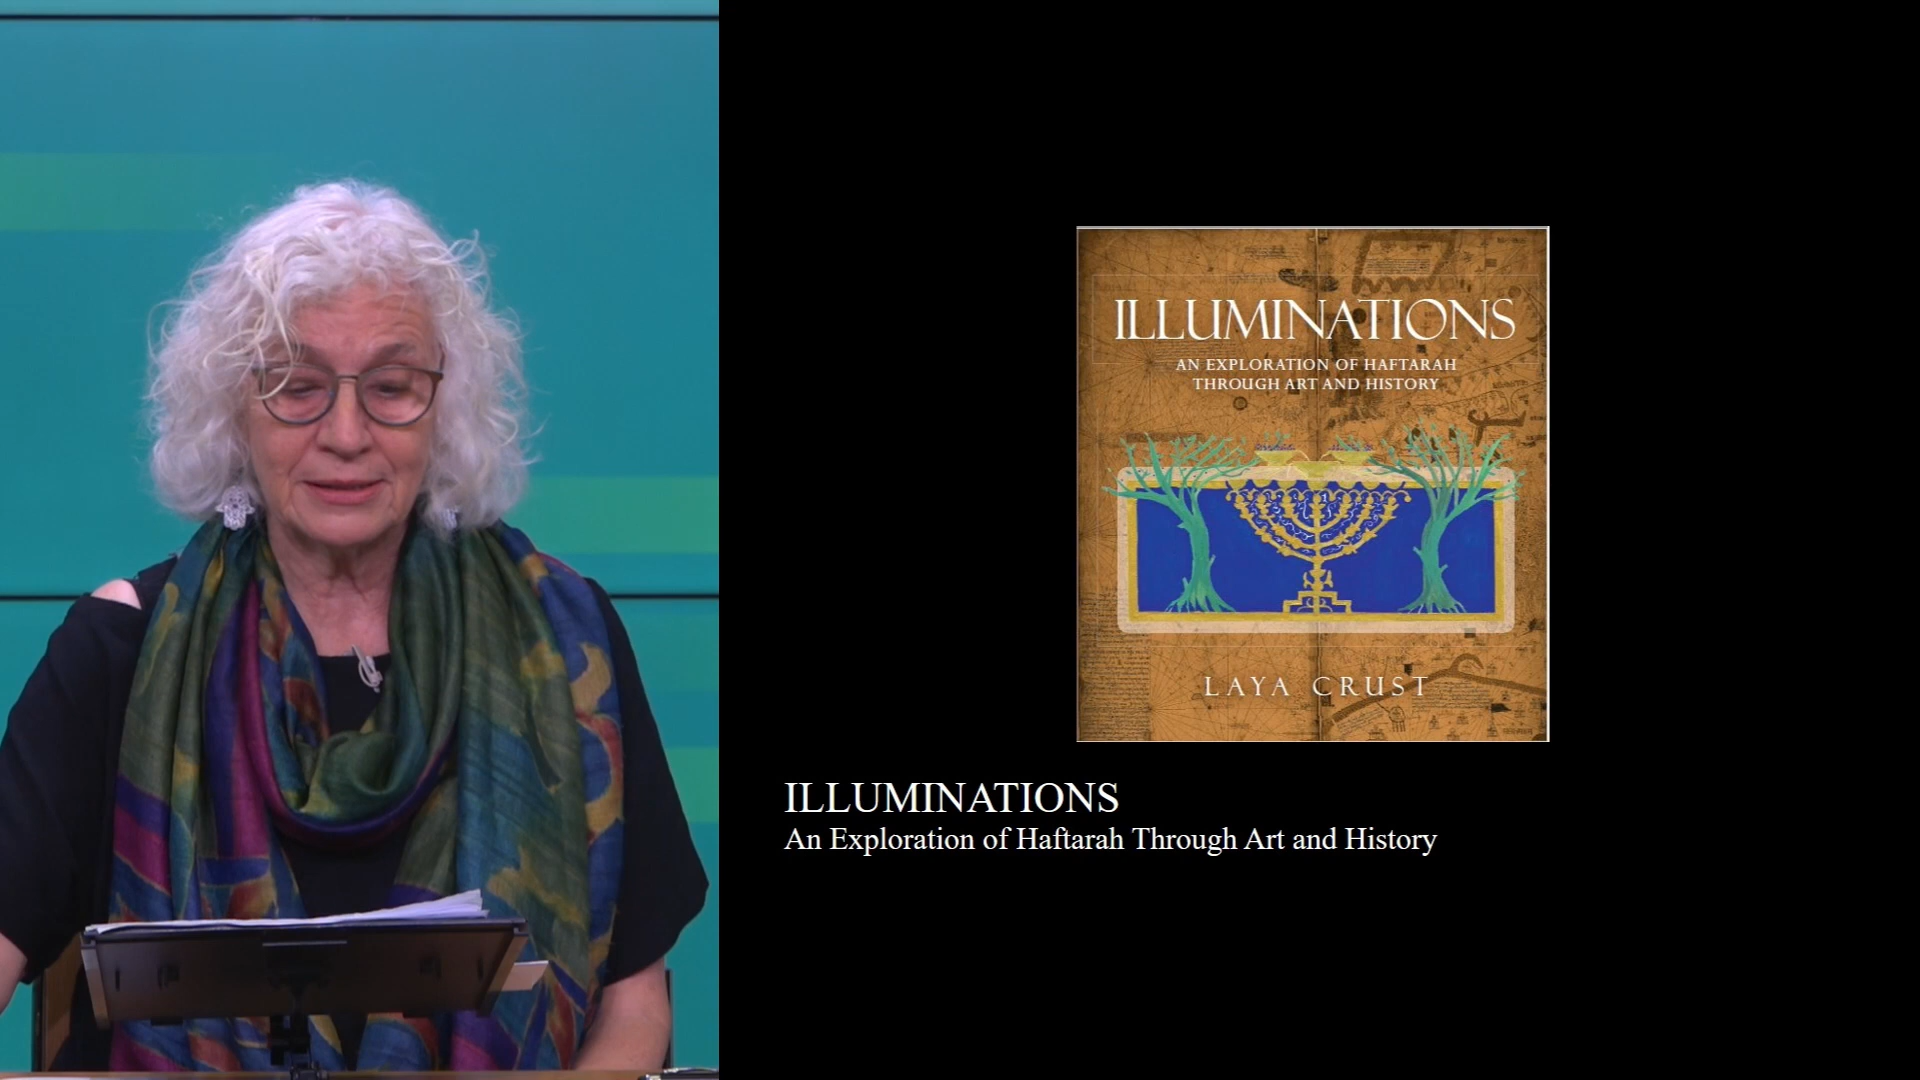 ILLUMINATIONS
AN EXPLORATION OF HAFTARAH
THROUGH ART AND HISTORY
LAYA CRUST
ILLUMINATIONS
An Exploration of Haftarah Through Art and History